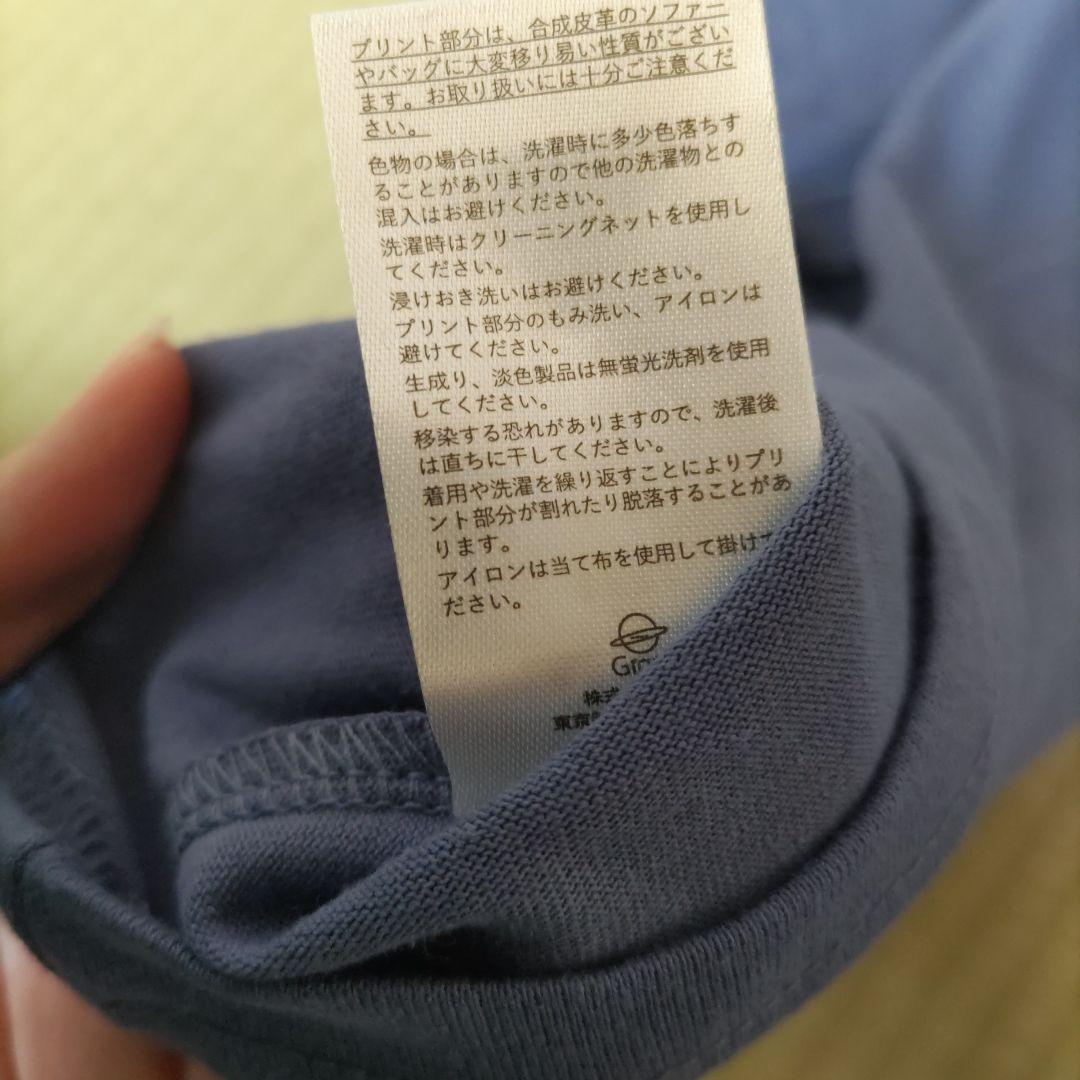 プリント部分は、合成皮革のソファー
やバッグに大変移り易い性質がござい
ます。お取り扱いには十分ご注意くだ
さい。
色物の場合は、洗濯時に多少色落ちす
ることがありますので他の洗濯物との
混入はお避けください。
洗濯時はクリーニングネットを使用し
てください。
浸けおき洗いはお避けください。
プリント部分のもみ洗い、アイロンは
避けてください。
生成り、淡色製品は無蛍光洗剤を使用
してください。
移染する恐れがありますので、洗濯後
は直ちに干してください。
着用や洗濯を繰り返すことによりプリ
ント部分が割れたり脱落することがあ
ります。
アイロンは当て布を使用して掛けて
ださい。
株式
東京